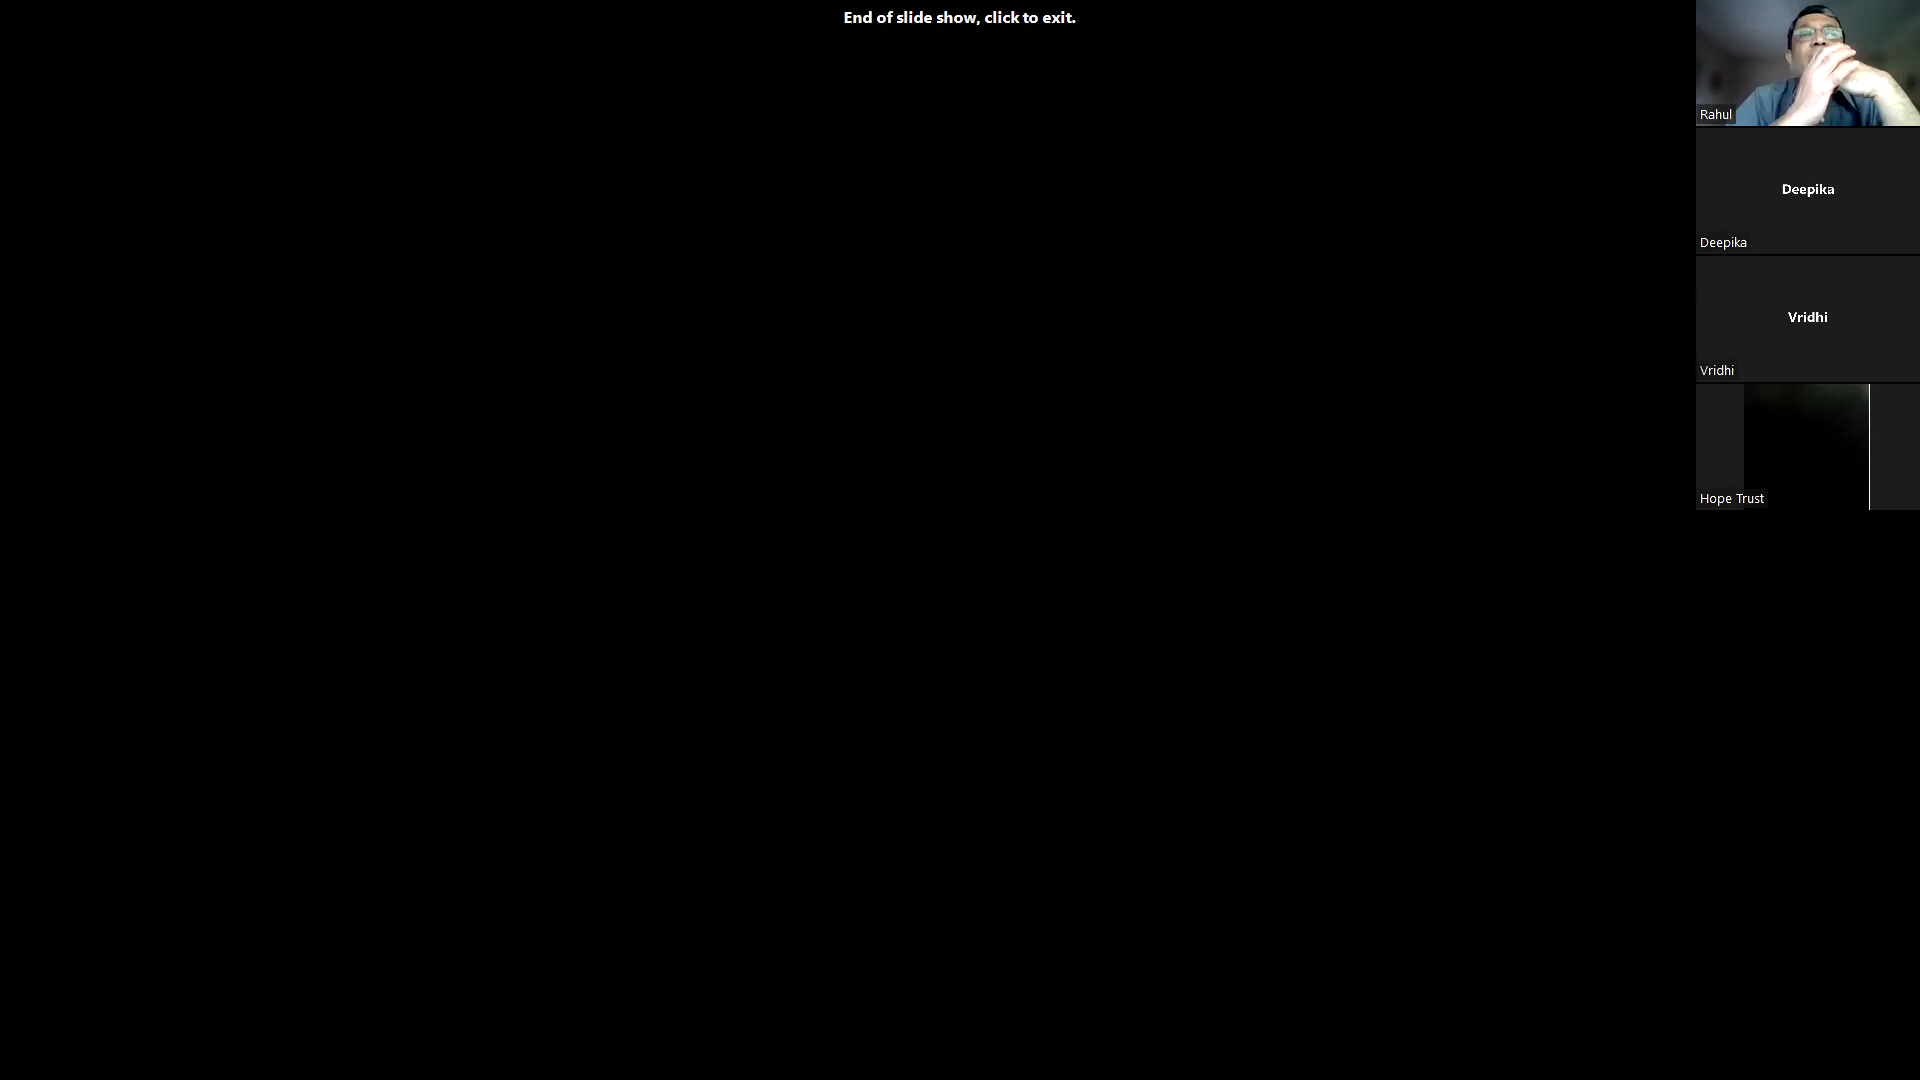 End of slide show, click to exit.
Rahul
Deepika
Deepika
Vridhi
Vridhi
Hope Trust